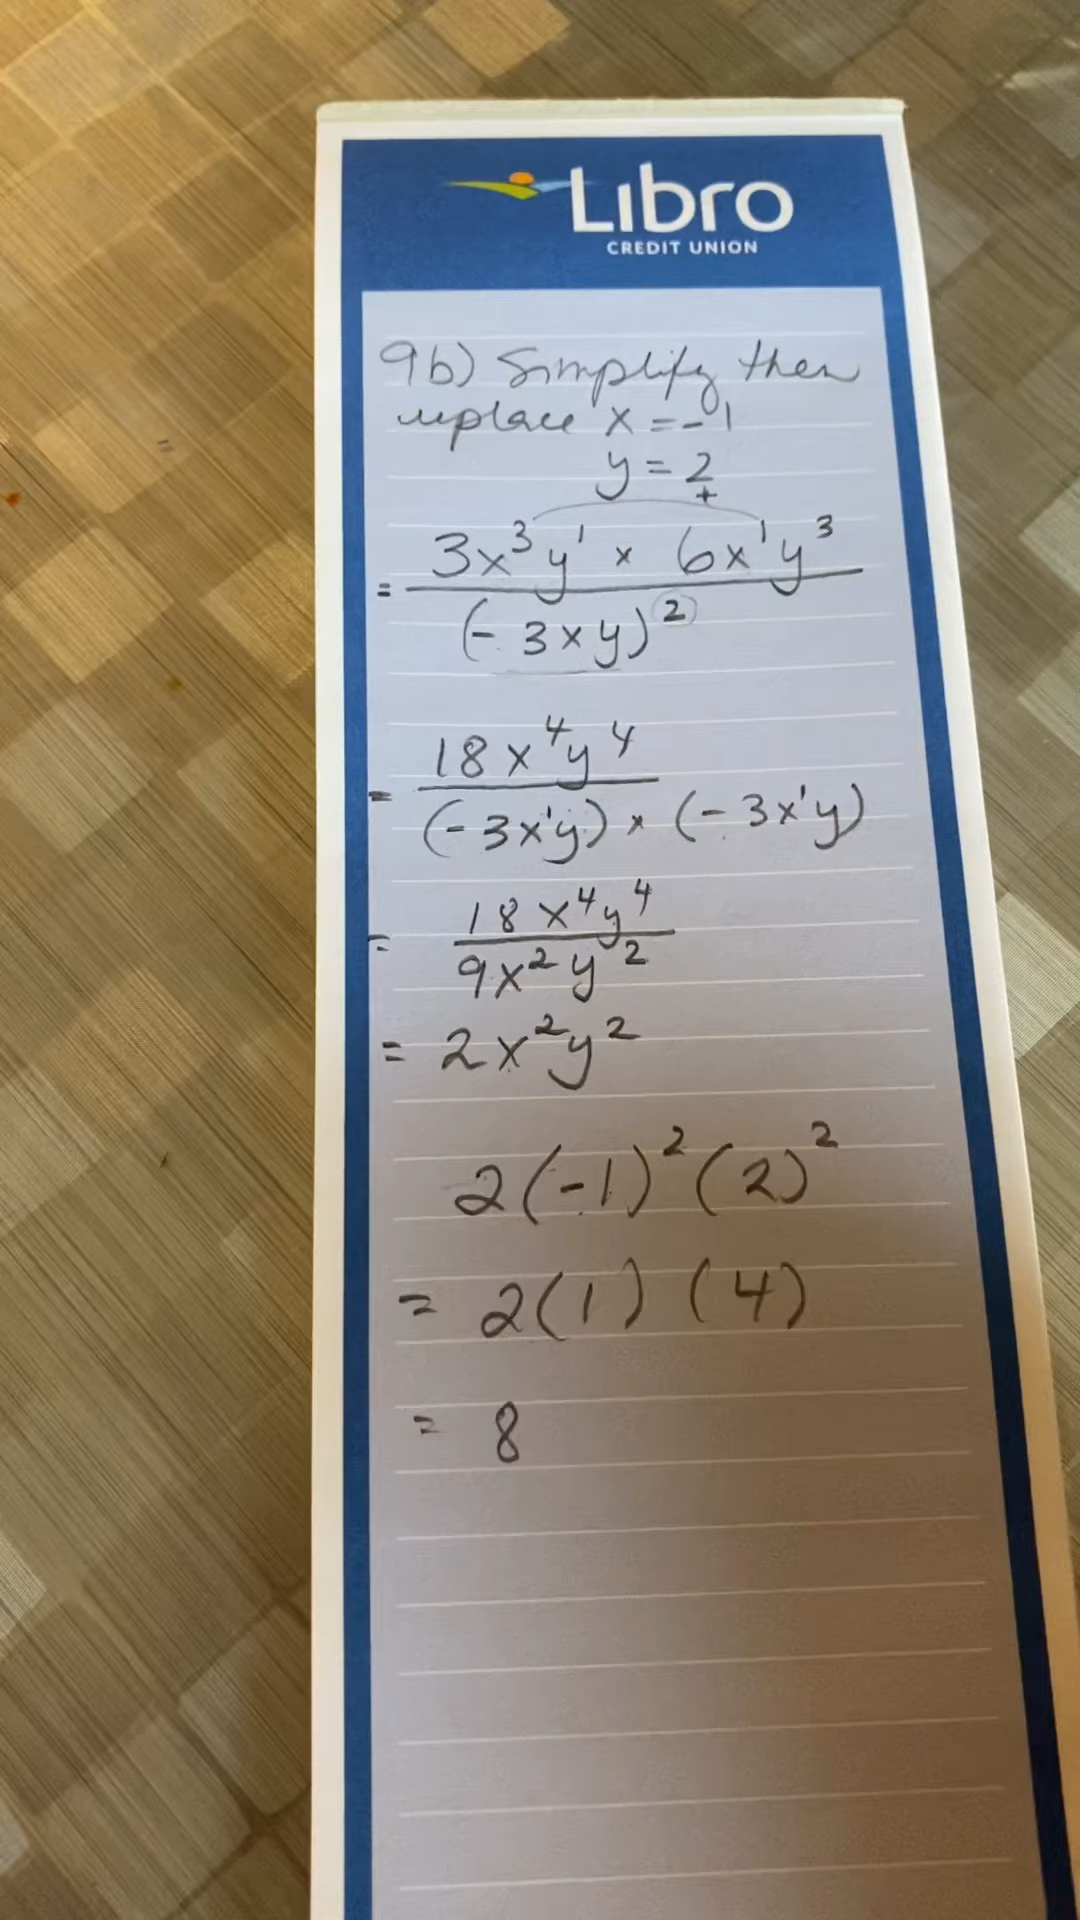 Libro
CREDIT UNION
9b) Simplify then
replace x = -1
y = 2
+
= 3x³y¹ × 6x¹y³
(-3xy)²
= 18x⁴y⁴
(-3x¹y) × (-3x¹y)
= 18x⁴y⁴
9x²y²
= 2x²y²
2(-1)²(2)²
= 2(1)(4)
= 8